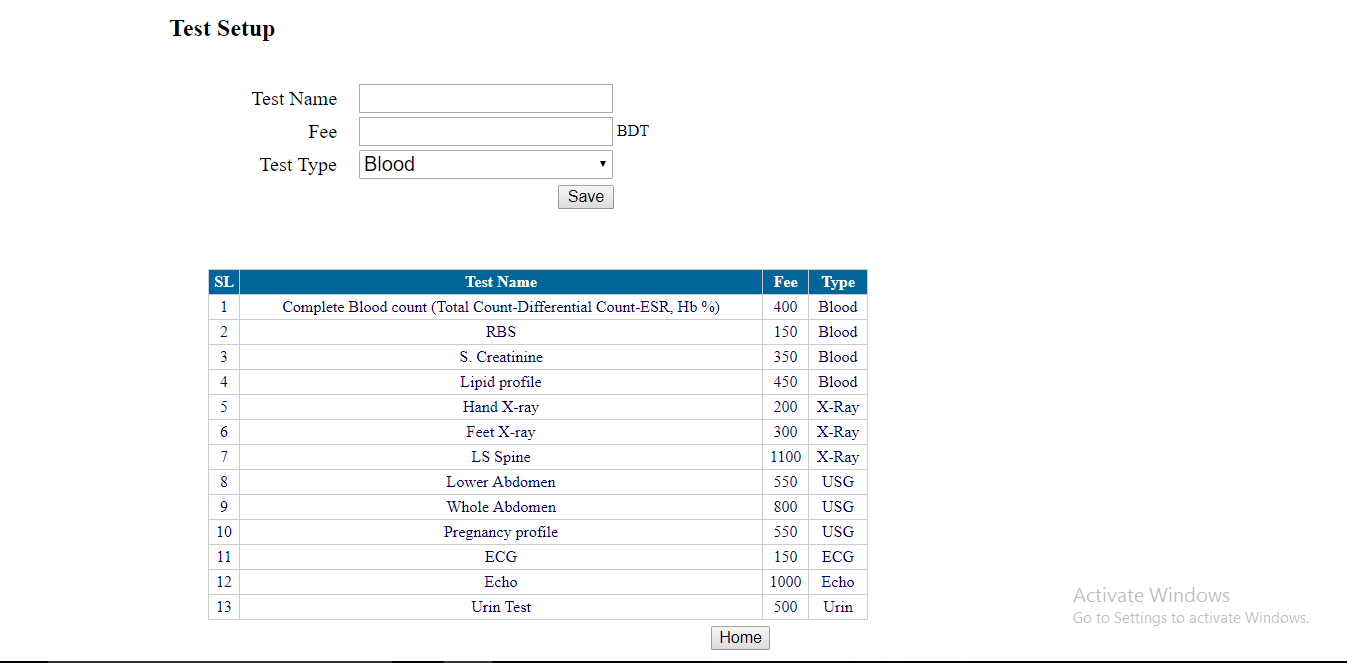 Test Setup
Test Name
Fee BDT
Test Type Blood
Save
SL Test Name Fee Type
1 Complete Blood count (Total Count-Differential Count-ESR, Hb %) 400 Blood
2 RBS 150 Blood
3 S. Creatinine 350 Blood
4 Lipid profile 450 Blood
5 Hand X-ray 200 X-Ray
6 Feet X-ray 300 X-Ray
7 LS Spine 1100 X-Ray
8 Lower Abdomen 550 USG
9 Whole Abdomen 800 USG
10 Pregnancy profile 550 USG
11 ECG 150 ECG
12 Echo 1000 Echo
13 Urin Test 500 Urin
Home
Activate Windows
Go to Settings to activate Windows.